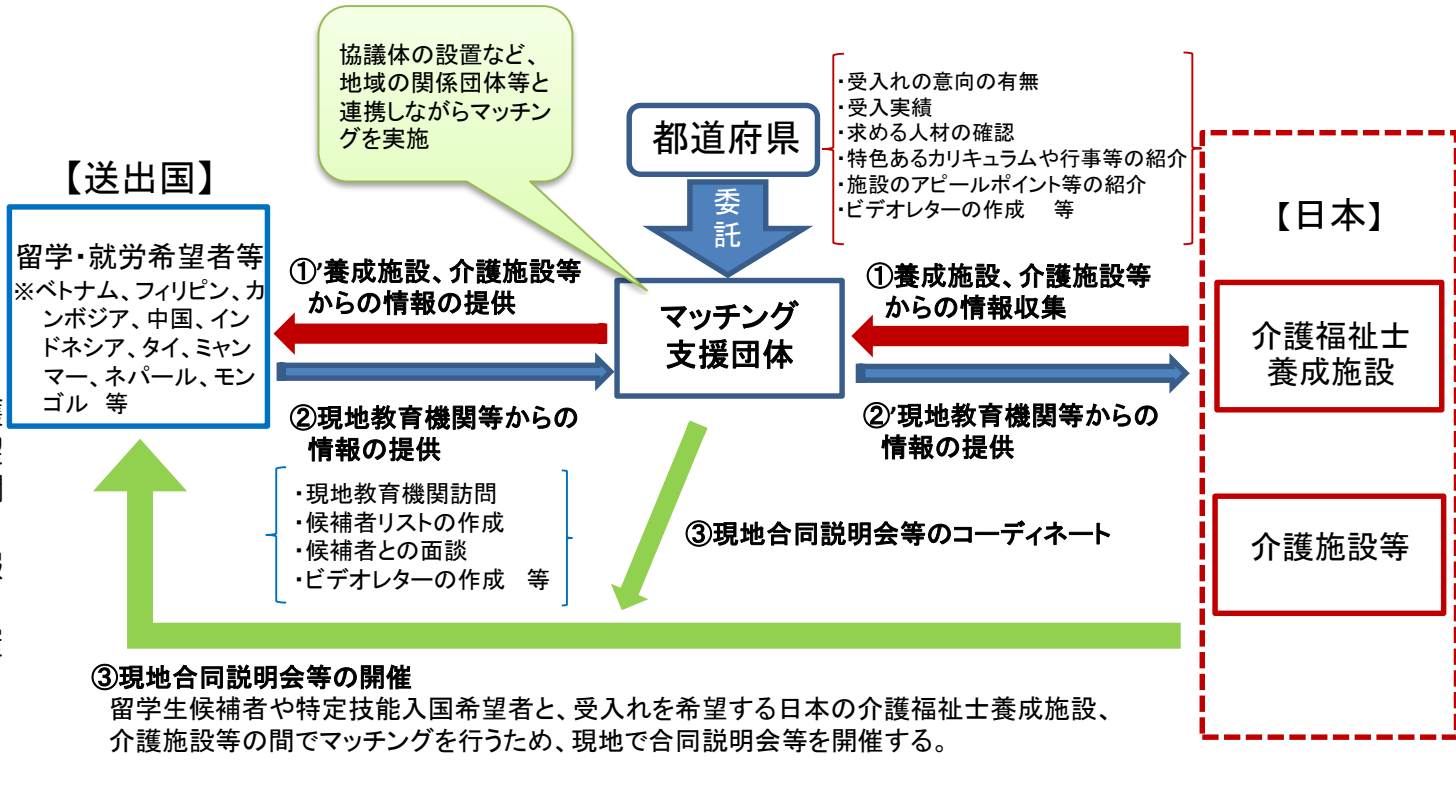 協議体の設置など、
地域の関係団体等と
連携しながらマッチン
グを実施
都道府県
・受入れの意向の有無
・受入実績
・求める人材の確認
・特色あるカリキュラムや行事等の紹介
・施設のアピールポイント等の紹介
・ビデオレターの作成 等
委
託
【送出国】
留学・就労希望者等
※ベトナム、フィリピン、カ
ンボジア、中国、イン
ドネシア、タイ、ミャン
マー、ネパール、モン
ゴル 等
①’養成施設、介護施設等
からの情報の提供
マッチング
支援団体
①養成施設、介護施設等
からの情報収集
【日本】
介護福祉士
養成施設
介護施設等
②現地教育機関等からの
情報の提供
・現地教育機関訪問
・候補者リストの作成
・候補者との面談
・ビデオレターの作成 等
②’現地教育機関等からの
情報の提供
③現地合同説明会等のコーディネート
③現地合同説明会等の開催
留学生候補者や特定技能入国希望者と、受入れを希望する日本の介護福祉士養成施設、
介護施設等の間でマッチングを行うため、現地で合同説明会等を開催する。